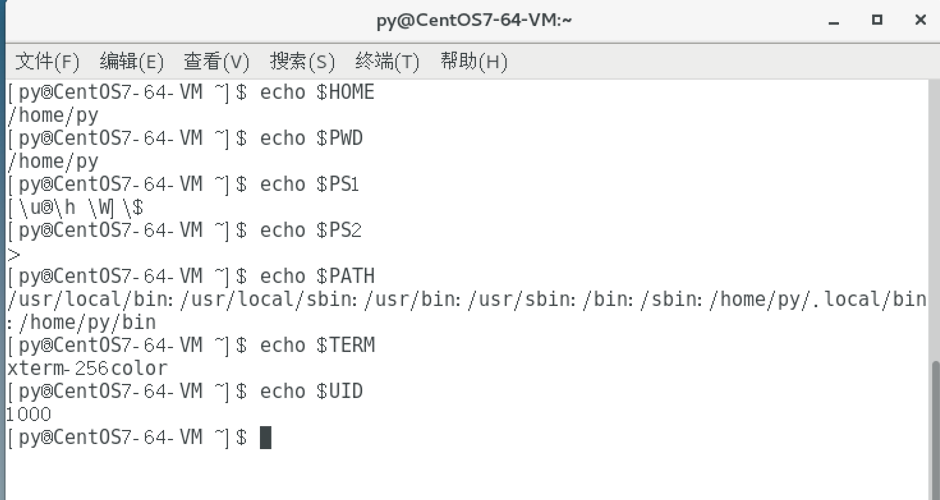 py@CentOS7-64-VM:~
文件(F) 编辑(E) 查看(V) 搜索(S) 终端(T) 帮助(H)
[py@CentOS7-64-VM ~]$ echo $HOME
/home/py
[py@CentOS7-64-VM ~]$ echo $PWD
/home/py
[py@CentOS7-64-VM ~]$ echo $PS1
[\u@\h \W]\$
[py@CentOS7-64-VM ~]$ echo $PS2
>
[py@CentOS7-64-VM ~]$ echo $PATH
/usr/local/bin:/usr/local/sbin:/usr/bin:/usr/sbin:/bin:/sbin:/home/py/.local/bin
:/home/py/bin
[py@CentOS7-64-VM ~]$ echo $TERM
xterm-256color
[py@CentOS7-64-VM ~]$ echo $UID
1000
[py@CentOS7-64-VM ~]$